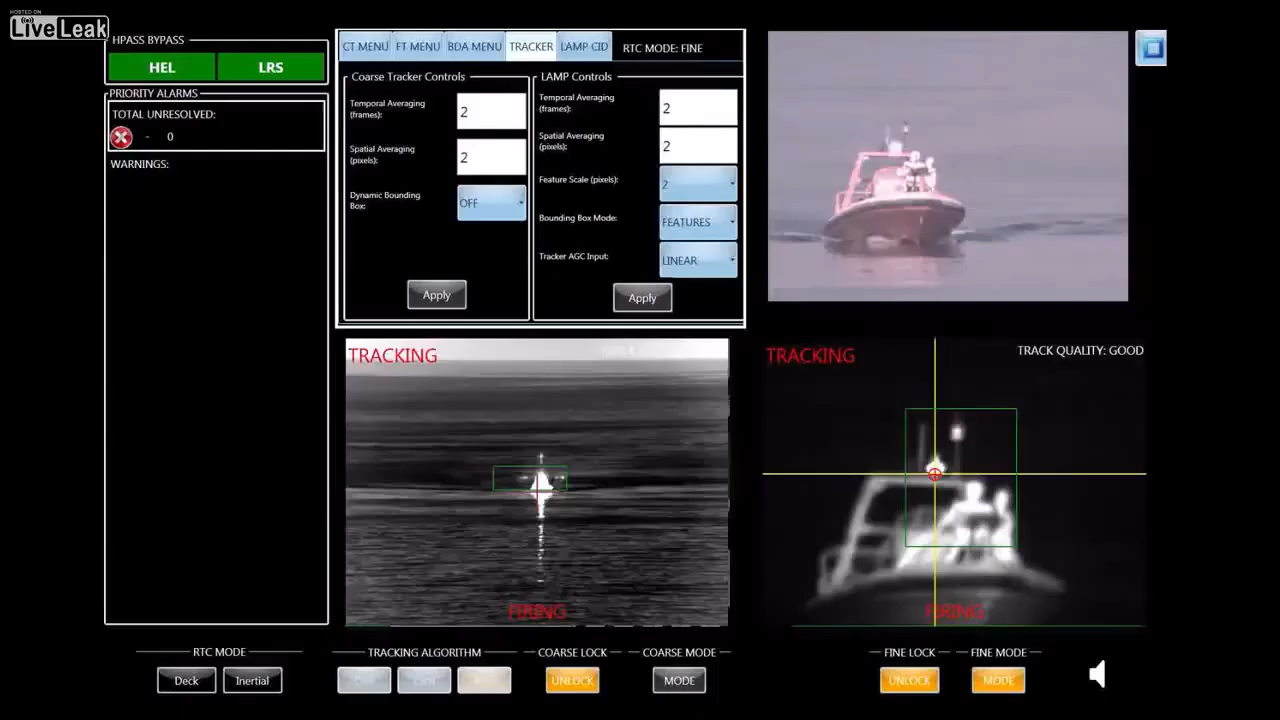 HOSTED ON
LiveLeak
HPASS BYPASS
HEL
LRS
PRIORITY ALARMS
TOTAL UNRESOLVED:
- 0
WARNINGS:
CT MENU
FT MENU
BDA MENU
TRACKER
LAMP CID
RTC MODE: FINE
Coarse Tracker Controls
Temporal Averaging
(frames):
2
Spatial Averaging
(pixels):
2
Dynamic Bounding
Box:
OFF
Apply
LAMP Controls
Temporal Averaging
(frames):
2
Spatial Averaging
(pixels):
2
Feature Scale (pixels):
2
Bounding Box Mode:
FEATURES
Tracker AGC Input:
LINEAR
Apply
TRACKING
FIRING
TRACKING
TRACK QUALITY: GOOD
FIRING
RTC MODE
Deck
Inertial
TRACKING ALGORITHM
COARSE LOCK
UNLOCK
COARSE MODE
MODE
FINE LOCK
UNLOCK
FINE MODE
MODE